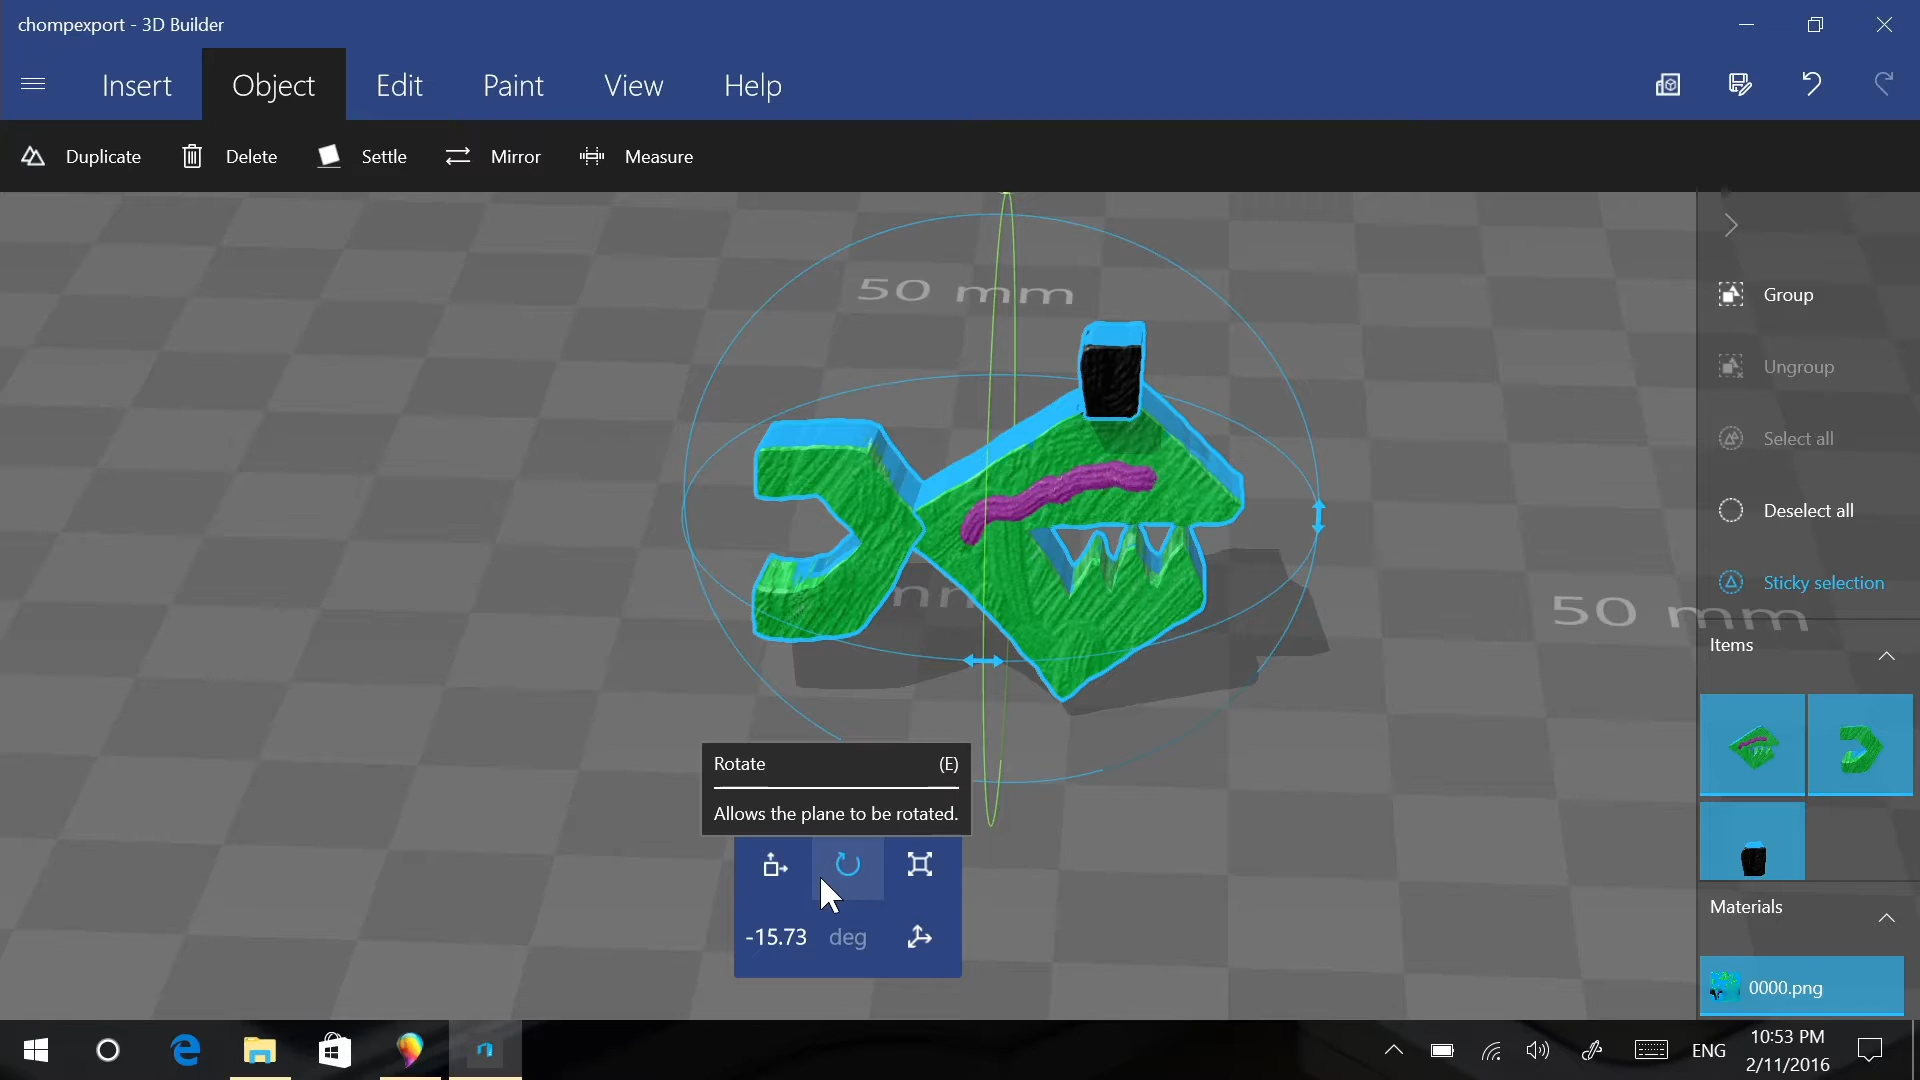 chompexport - 3D Builder
Insert
Object
Edit
Paint
View
Help
Duplicate
Delete
Settle
Mirror
Measure
50 mm
Group
Ungroup
Select all
Deselect all
Sticky selection
50 mm
Items
Rotate (E)
Allows the plane to be rotated.
-15.73 deg
Materials
0000.png
ENG
10:53 PM
2/11/2016